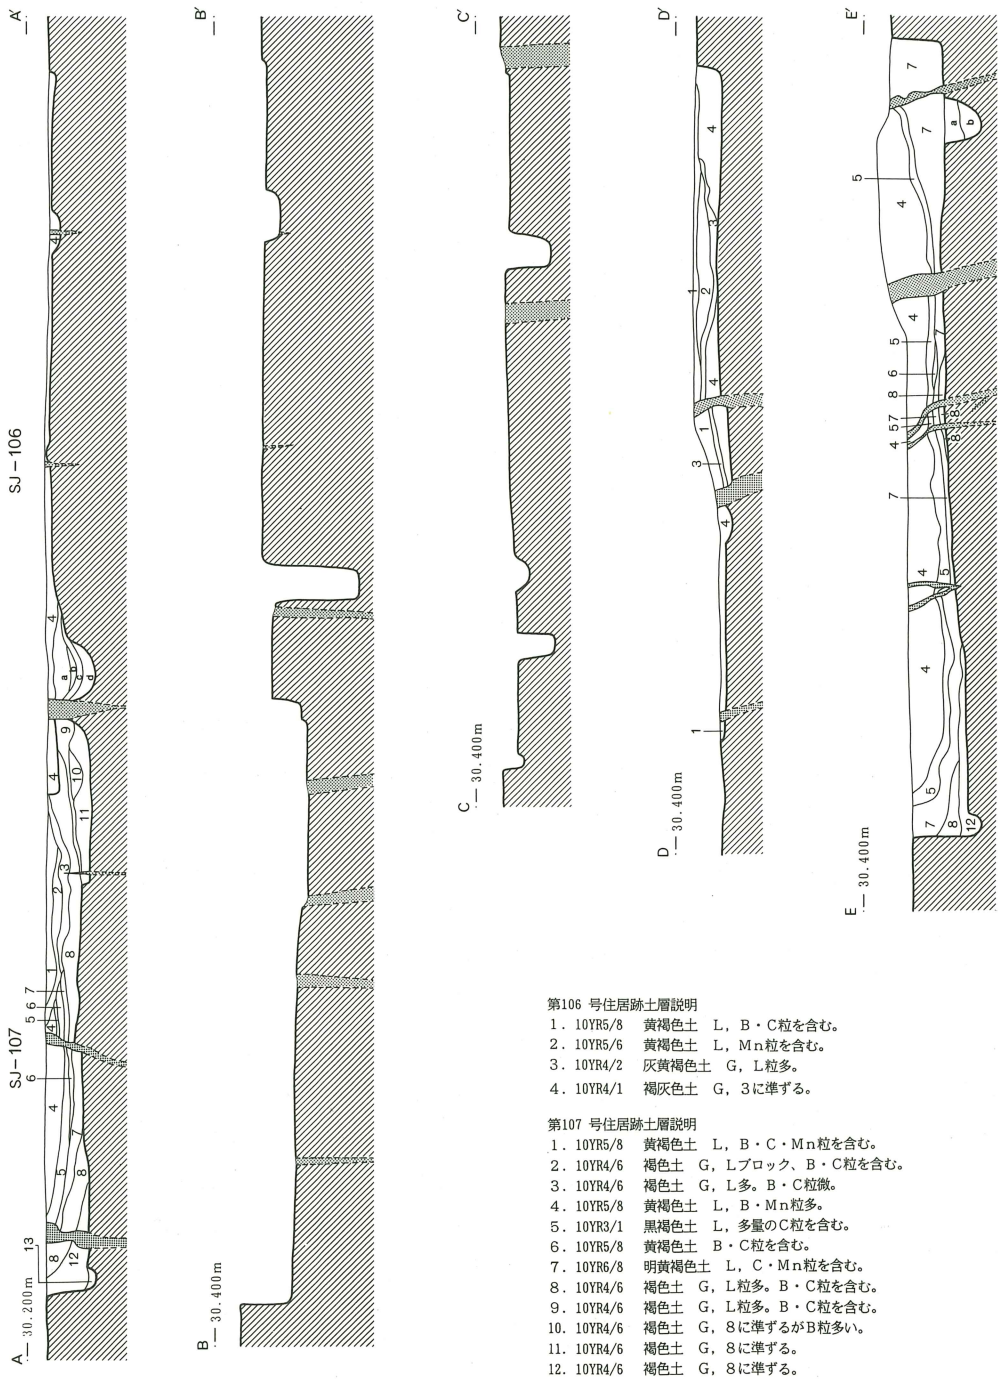 A′
B′
C′
D′
E′
SJ-106
SJ-107
A — 30.200m
B — 30.400m
C — 30.400m
D — 30.400m
E — 30.400m
第106 号住居跡土層説明
1. 10YR5/8 黄褐色土 L, B・C粒を含む。
2. 10YR5/6 黄褐色土 L, Mn粒を含む。
3. 10YR4/2 灰黄褐色土 G, L粒多。
4. 10YR4/1 褐灰色土 G, 3に準ずる。
第107 号住居跡土層説明
1. 10YR5/8 黄褐色土 L, B・C・Mn粒を含む。
2. 10YR4/6 褐色土 G, Lブロック、B・C粒を含む。
3. 10YR4/6 褐色土 G, L多。B・C粒微。
4. 10YR5/8 黄褐色土 L, B・Mn粒多。
5. 10YR3/1 黒褐色土 L, 多量のC粒を含む。
6. 10YR5/8 黄褐色土 B・C粒を含む。
7. 10YR6/8 明黄褐色土 L, C・Mn粒を含む。
8. 10YR4/6 褐色土 G, L粒多。B・C粒を含む。
9. 10YR4/6 褐色土 G, L粒多。B・C粒を含む。
10. 10YR4/6 褐色土 G, 8に準ずるがB粒多い。
11. 10YR4/6 褐色土 G, 8に準ずる。
12. 10YR4/6 褐色土 G, 8に準ずる。